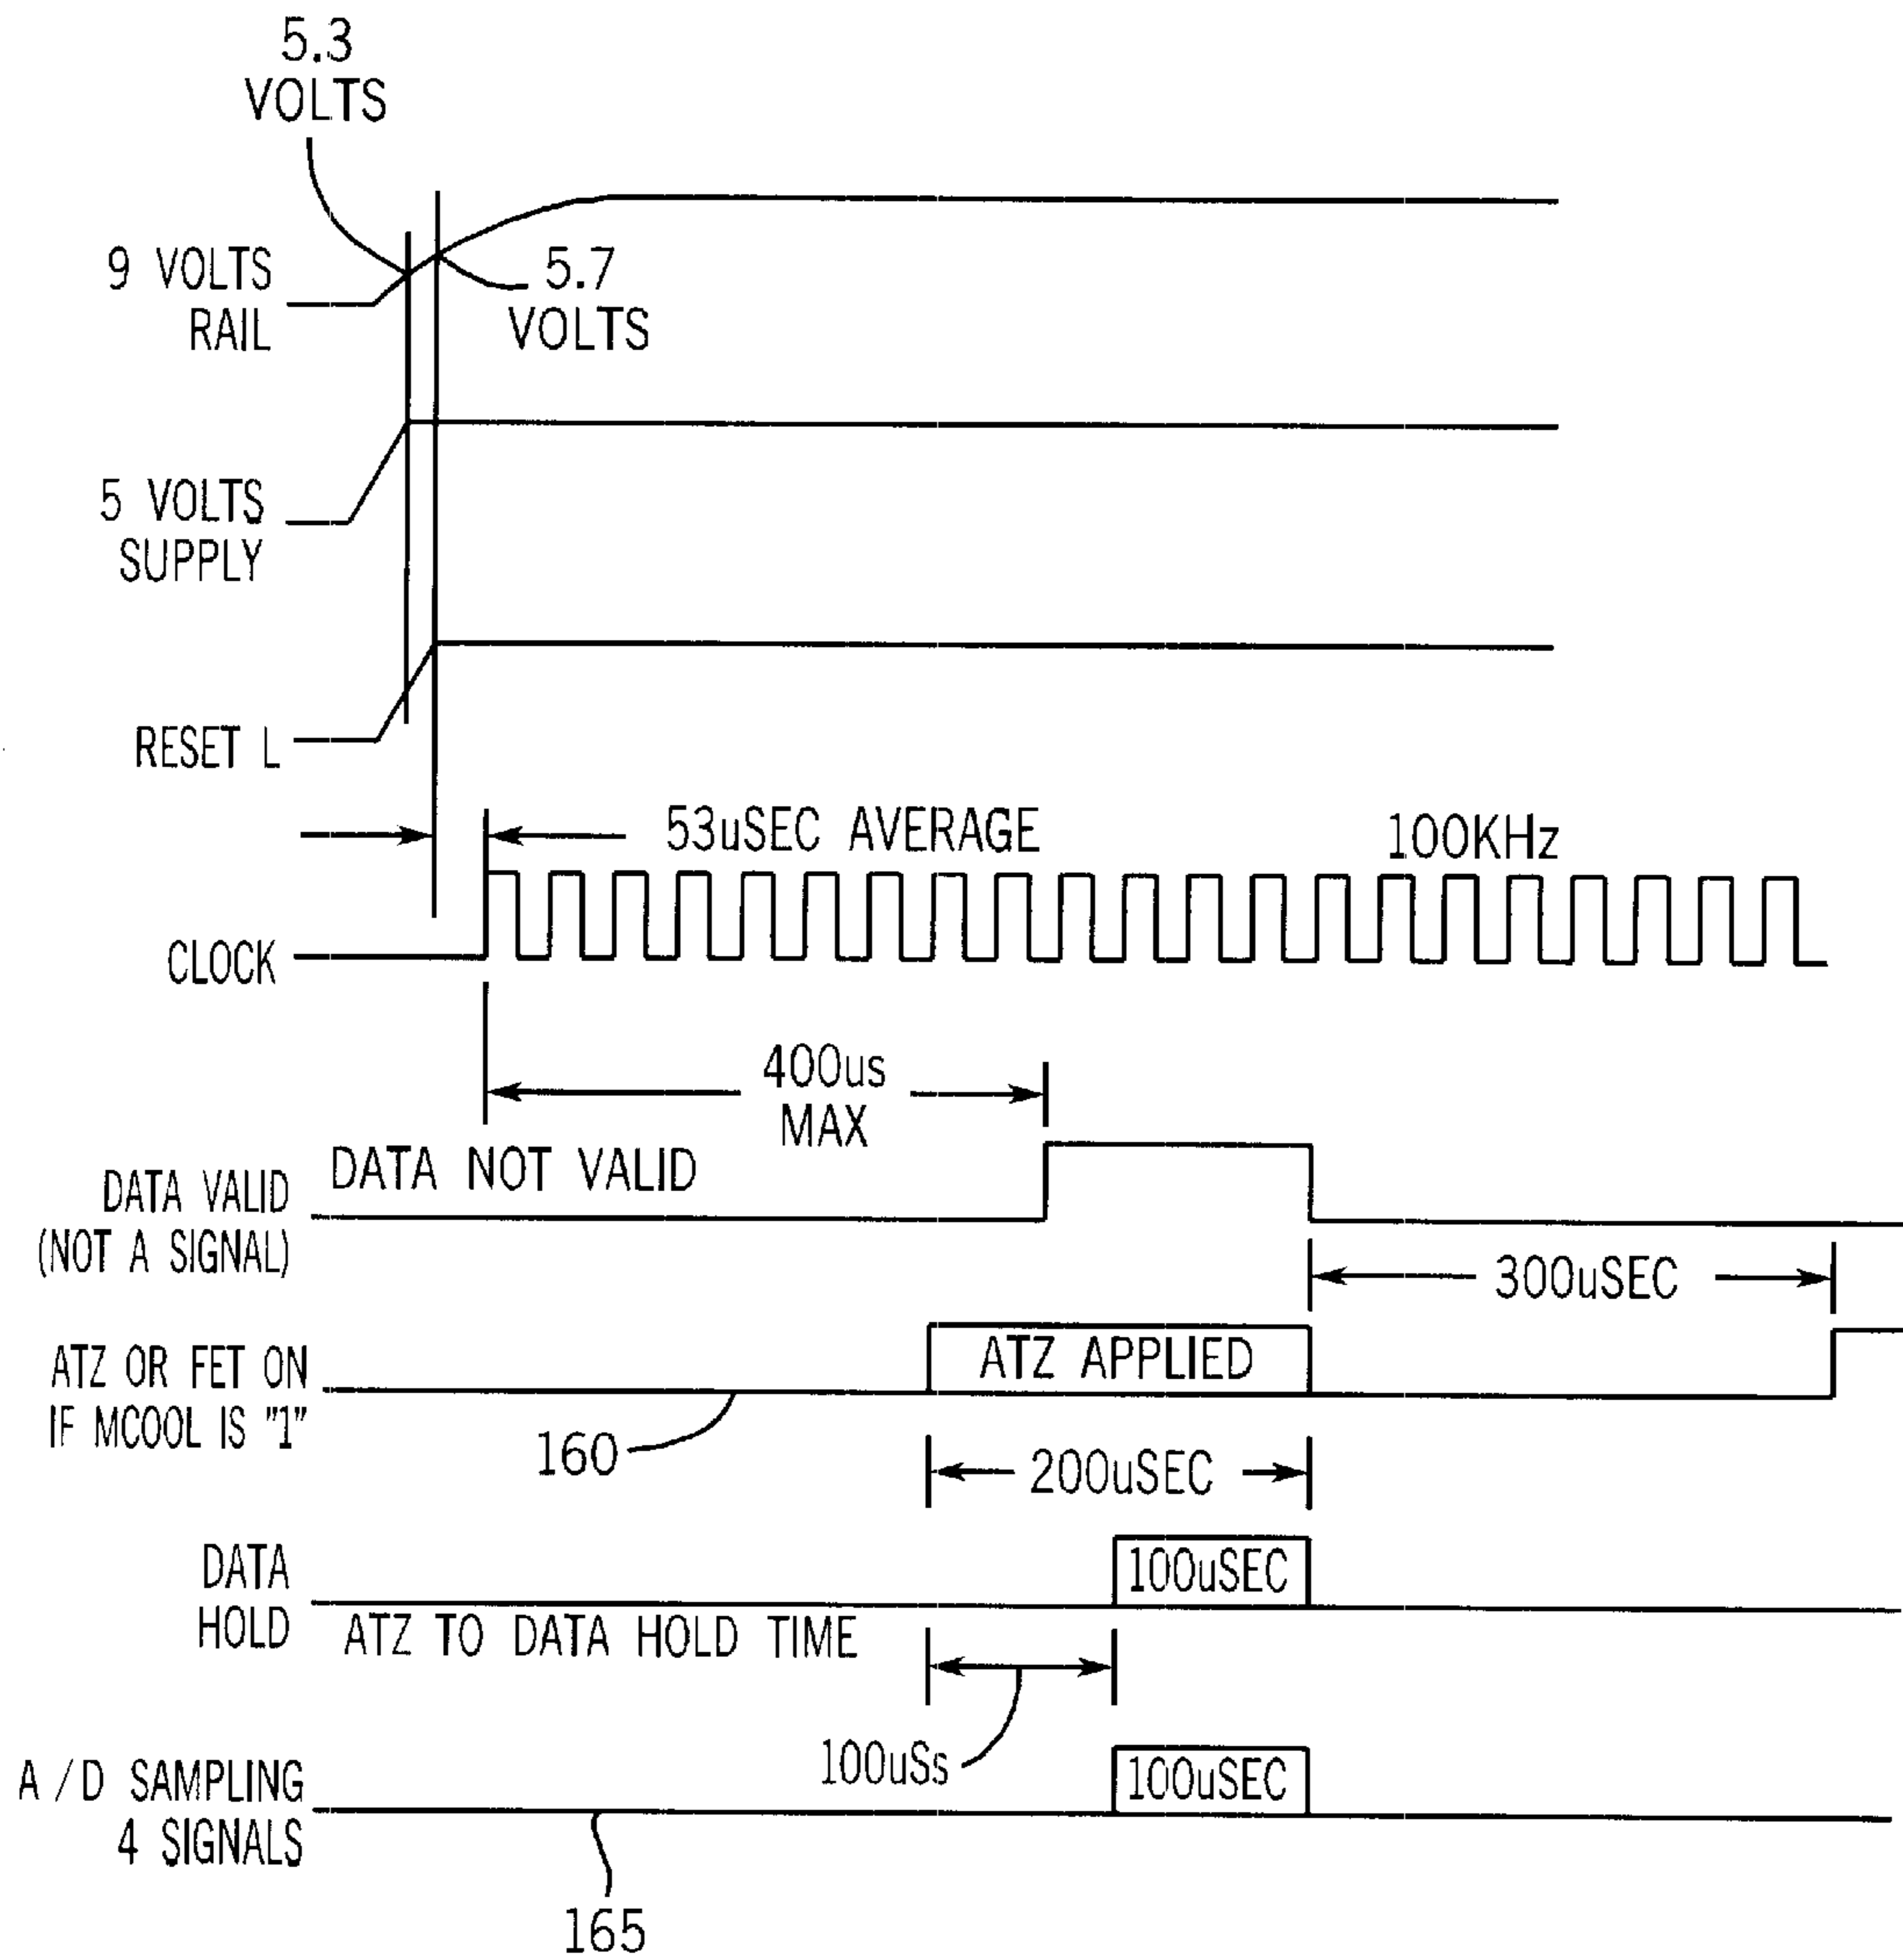 5.3
VOLTS
9 VOLTS
RAIL
5.7
VOLTS
5 VOLTS
SUPPLY
RESET L
53uSEC AVERAGE
100KHz
CLOCK
400us
MAX
DATA NOT VALID
DATA VALID
(NOT A SIGNAL)
300uSEC
ATZ OR FET ON
IF MCOOL IS "1"
ATZ APPLIED
160
200uSEC
DATA
HOLD
100uSEC
ATZ TO DATA HOLD TIME
100uSs
A/D SAMPLING
4 SIGNALS
100uSEC
165